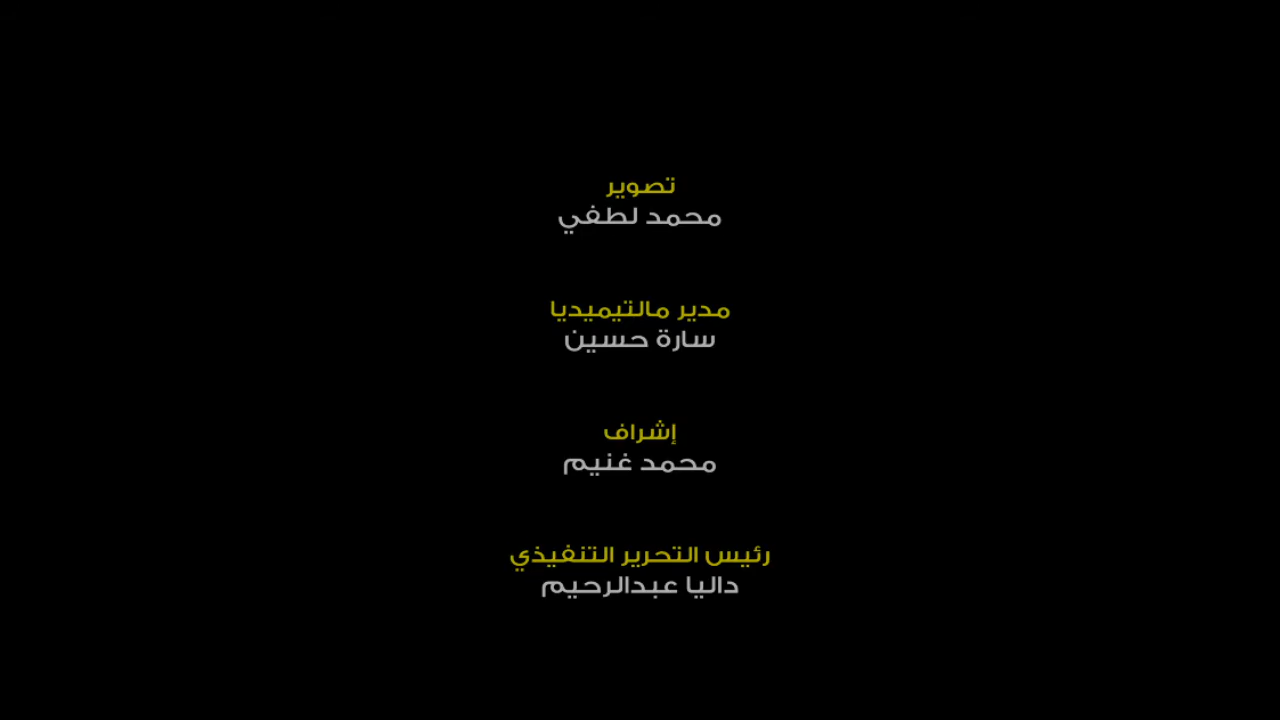 تصوير
محمد لطفي
مدير مالتيميديا
سارة حسين
إشراف
محمد غنيم
رئيس التحرير التنفيذي
داليا عبدالرحيم